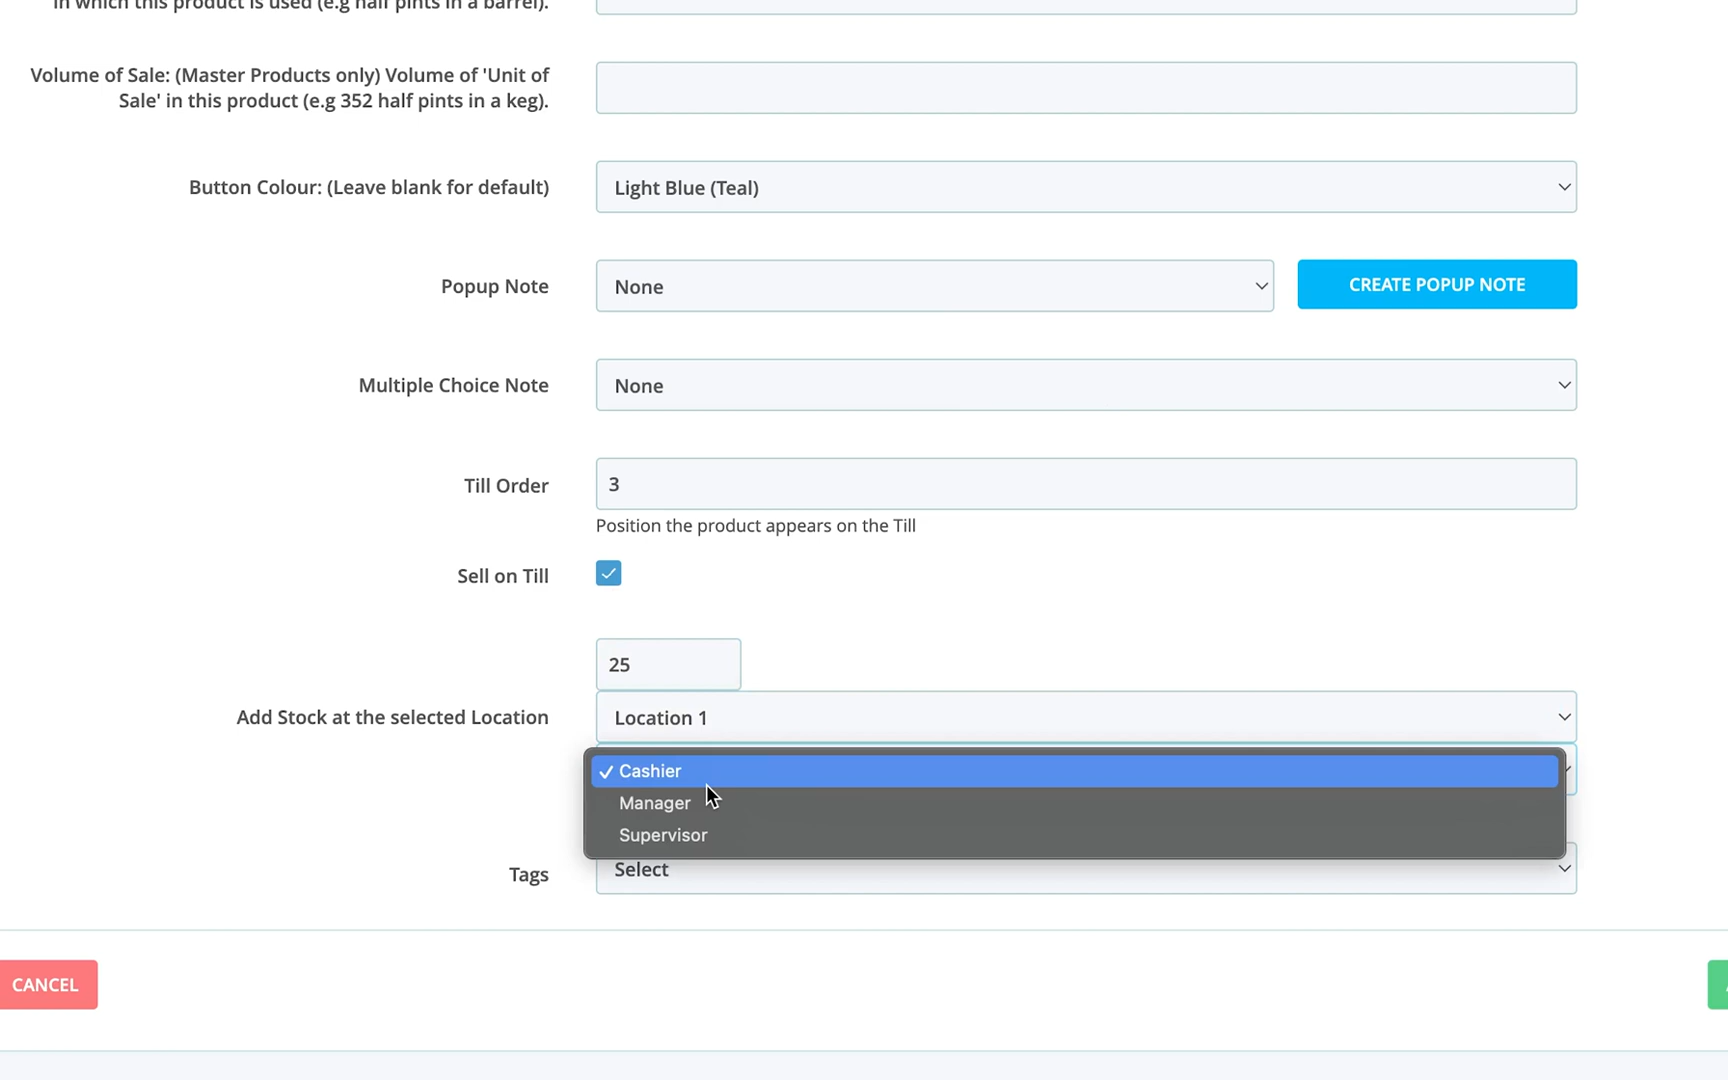 in which this product is used (e.g half pints in a barrel).
Volume of Sale: (Master Products only) Volume of 'Unit of
Sale' in this product (e.g 352 half pints in a keg).
Button Colour: (Leave blank for default)
Light Blue (Teal)
Popup Note
None
CREATE POPUP NOTE
Multiple Choice Note
None
Till Order
3
Position the product appears on the Till
Sell on Till
25
Add Stock at the selected Location
Location 1
Cashier
Manager
Supervisor
Tags
Select
CANCEL